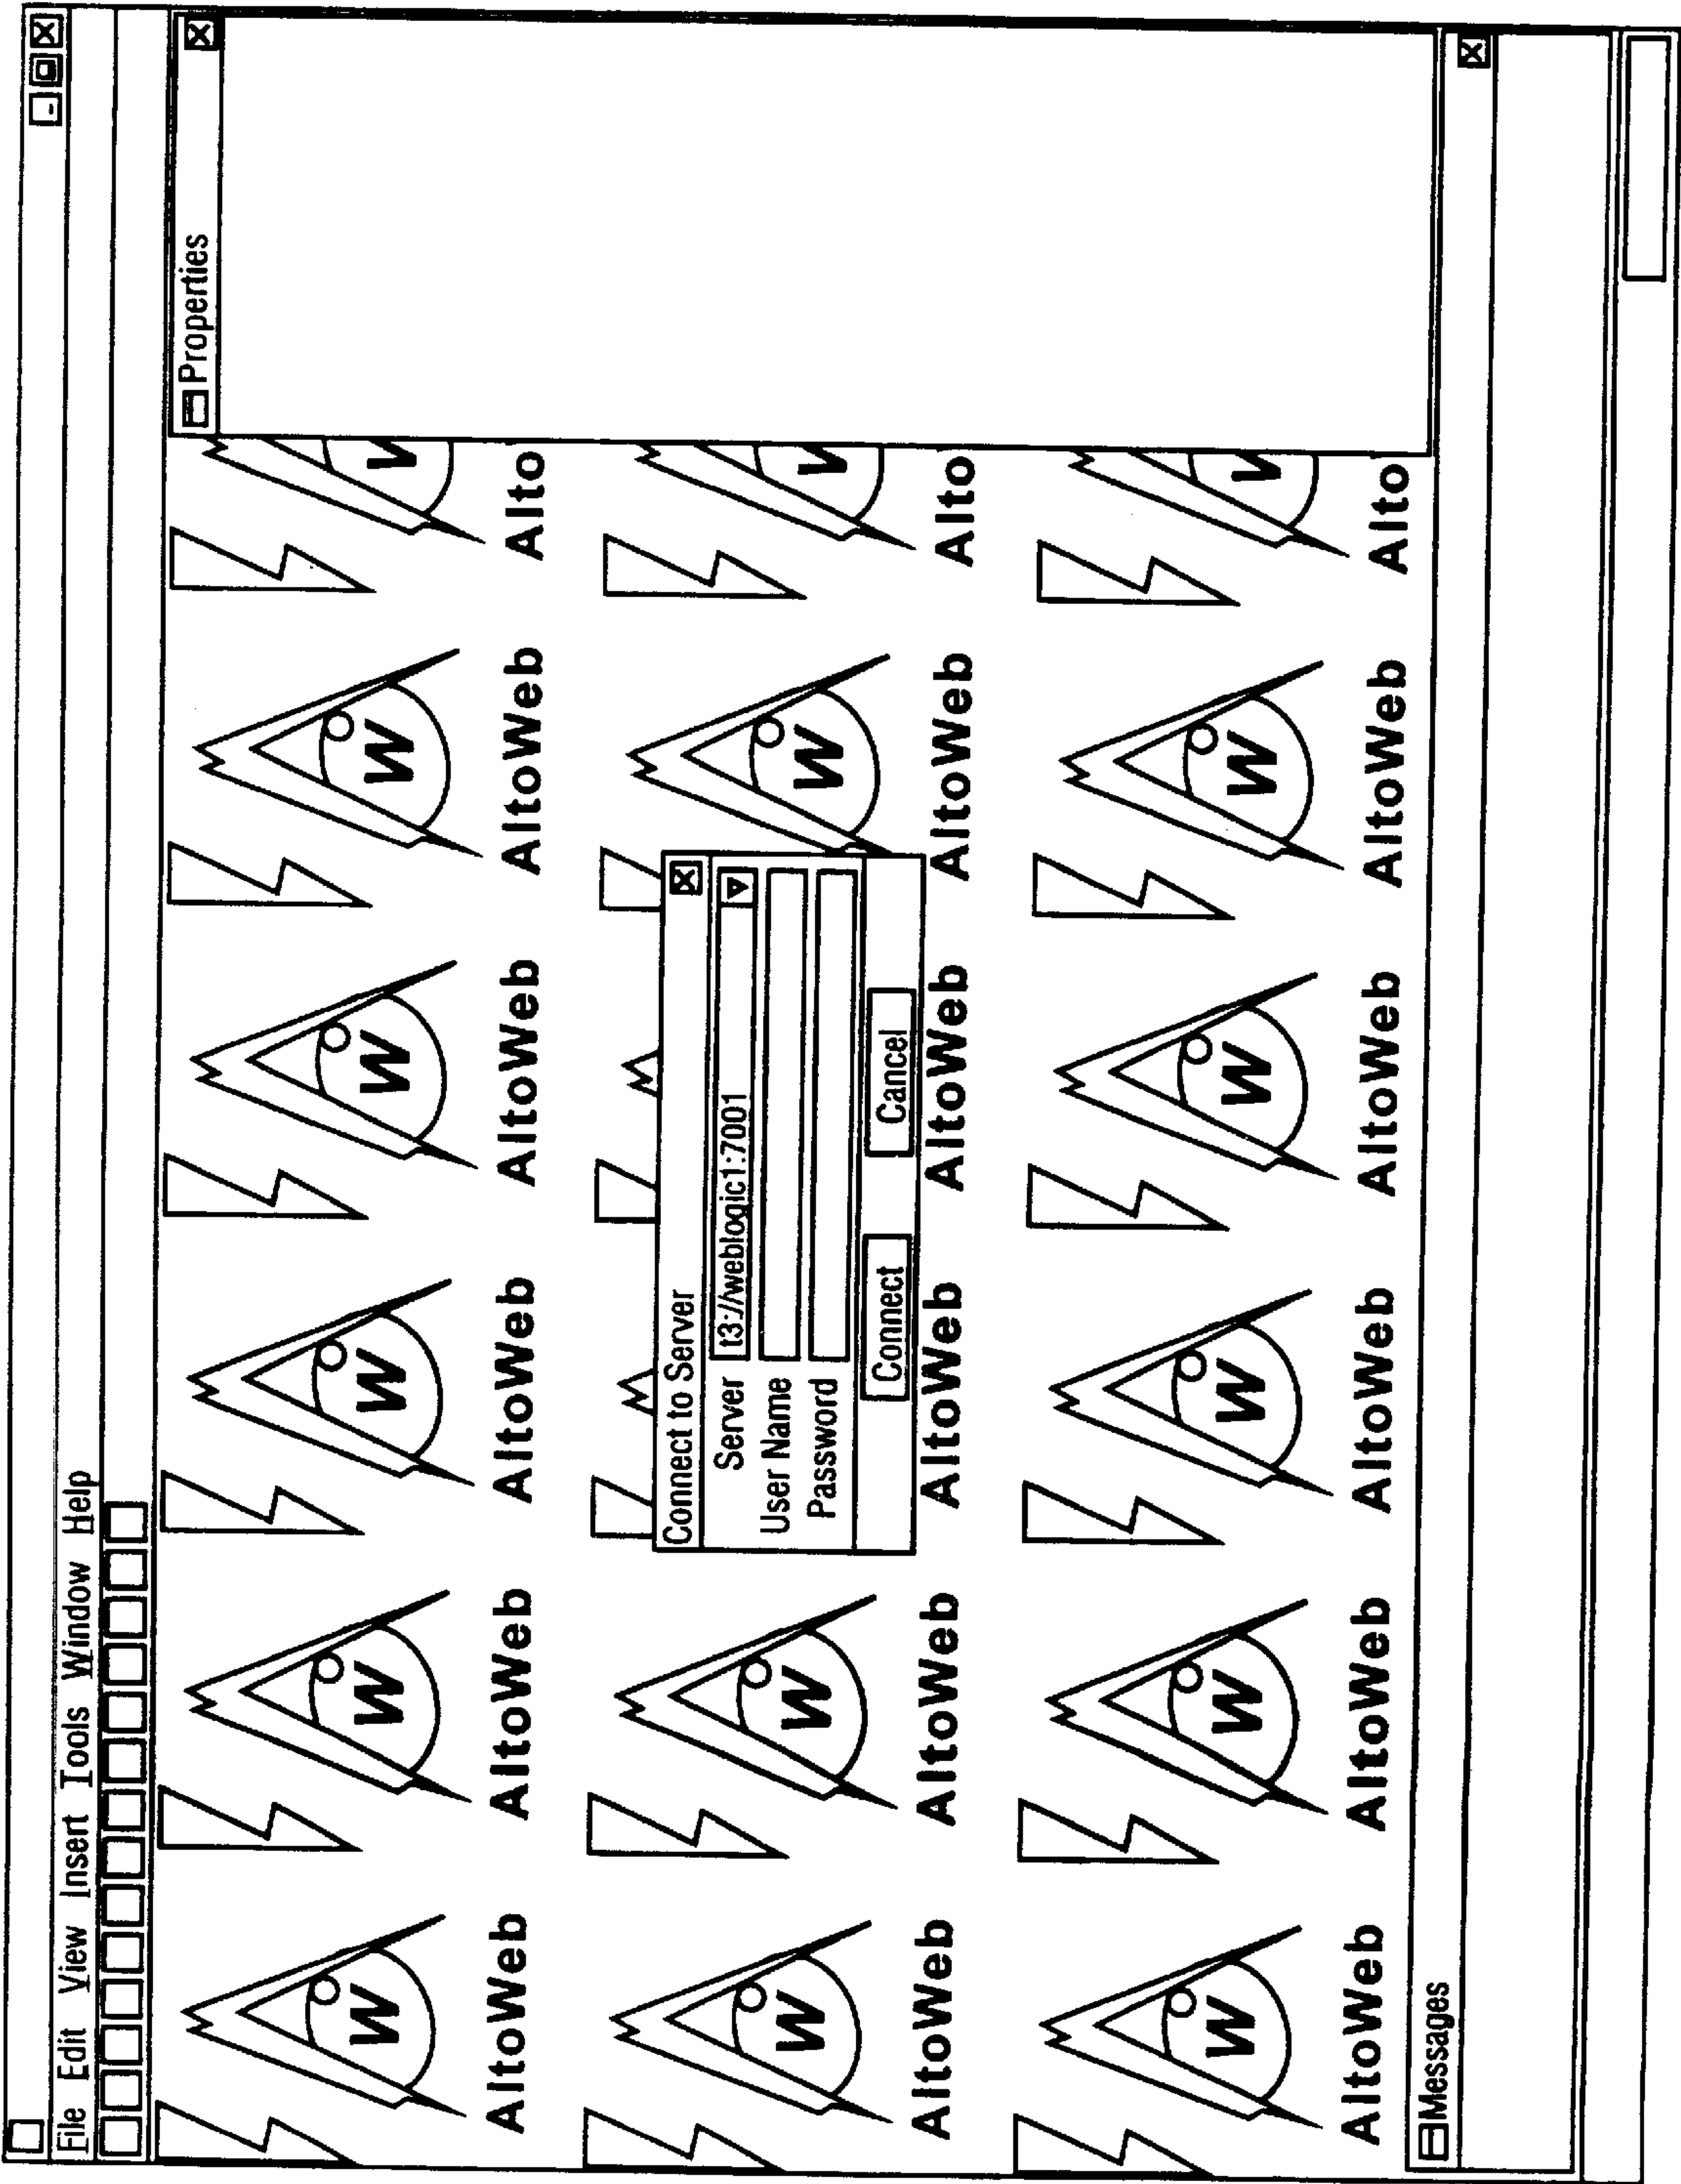 File Edit View Insert Tools Window Help
Properties
W W W W W W
AltoWeb AltoWeb AltoWeb AltoWeb AltoWeb Alto
Connect to Server
Server t3://weblogic1:7001
User Name
Password
Connect Cancel
W W W W
AltoWeb AltoWeb AltoWeb AltoWeb AltoWeb Alto
W W W W W W
AltoWeb AltoWeb AltoWeb AltoWeb AltoWeb Alto
Messages